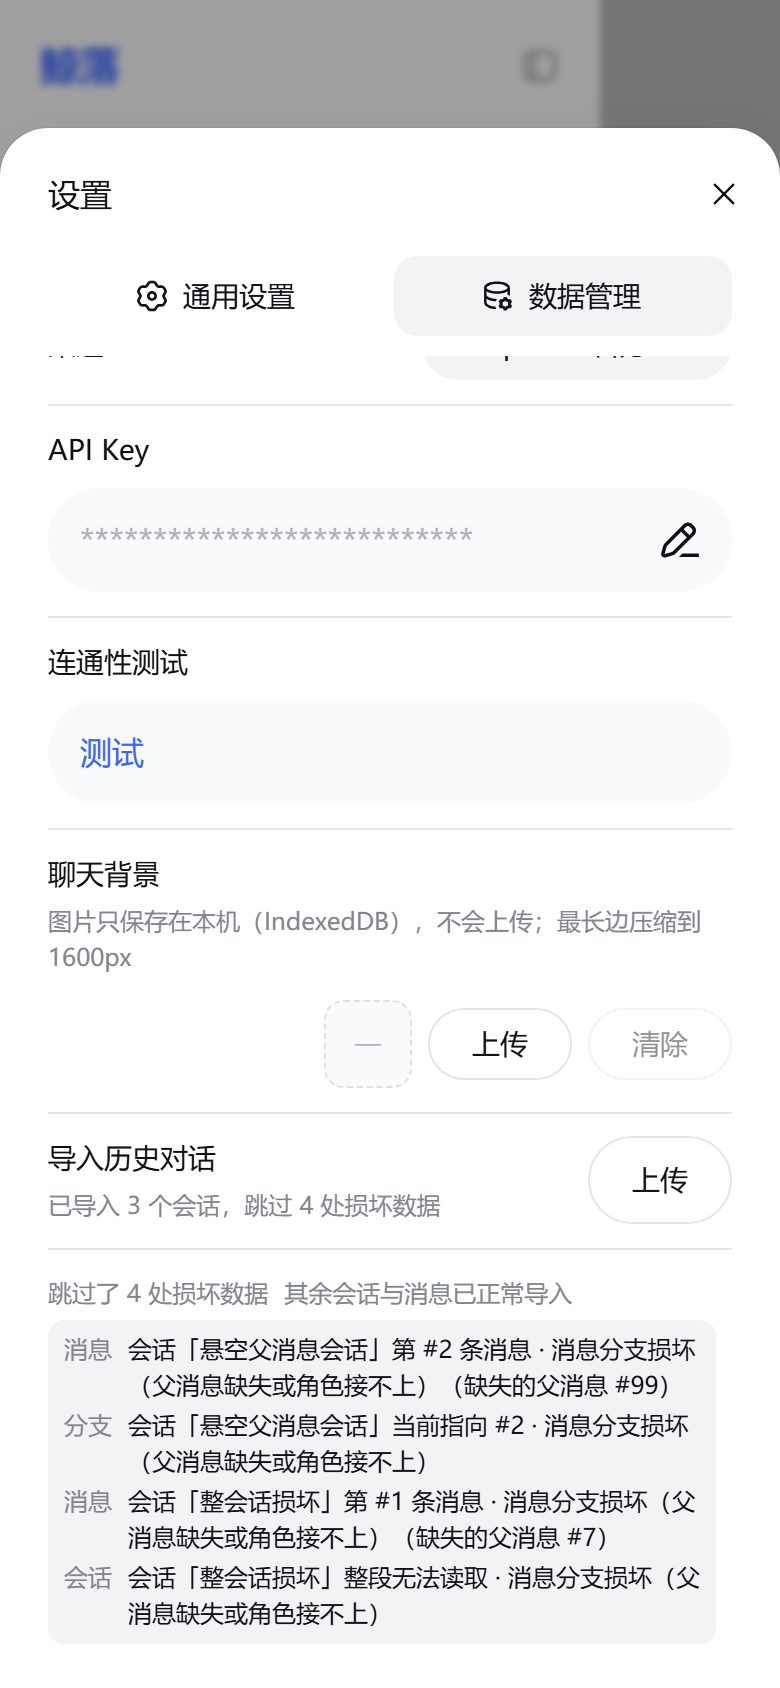 鲸落
设置
通用设置
数据管理
API Key
***************************
连通性测试
测试
聊天背景
图片只保存在本机（IndexedDB），不会上传；最长边压缩到
1600px
—
上传
清除
导入历史对话
已导入 3 个会话，跳过 4 处损坏数据
上传
跳过了 4 处损坏数据 其余会话与消息已正常导入
消息 会话「悬空父消息会话」第 #2 条消息 · 消息分支损坏
（父消息缺失或角色接不上）（缺失的父消息 #99）
分支 会话「悬空父消息会话」当前指向 #2 · 消息分支损坏
（父消息缺失或角色接不上）
消息 会话「整会话损坏」第 #1 条消息 · 消息分支损坏（父
消息缺失或角色接不上）（缺失的父消息 #7）
会话 会话「整会话损坏」整段无法读取 · 消息分支损坏（父
消息缺失或角色接不上）